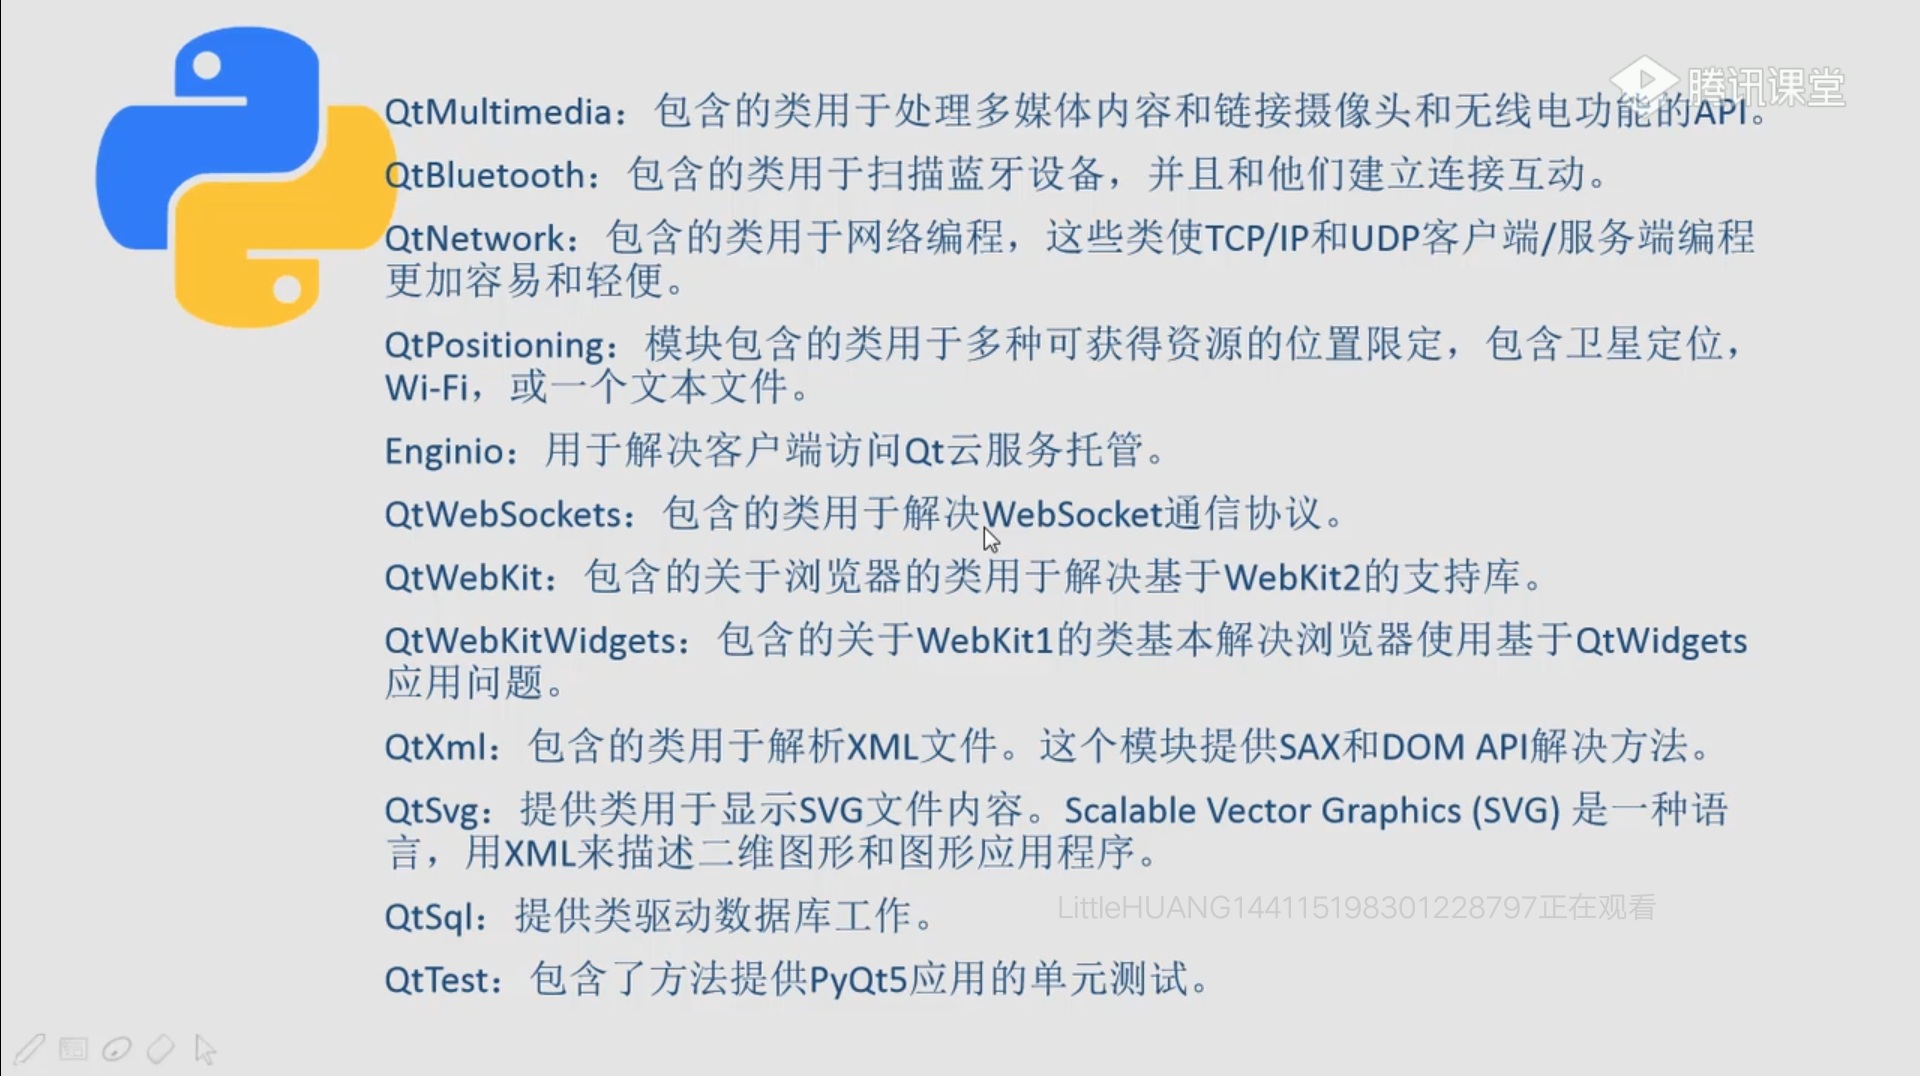 腾讯课堂
QtMultimedia：包含的类用于处理多媒体内容和链接摄像头和无线电功能的API。
QtBluetooth：包含的类用于扫描蓝牙设备，并且和他们建立连接互动。
QtNetwork：包含的类用于网络编程，这些类使TCP/IP和UDP客户端/服务端编程
更加容易和轻便。
QtPositioning：模块包含的类用于多种可获得资源的位置限定，包含卫星定位，
Wi-Fi，或一个文本文件。
Enginio：用于解决客户端访问Qt云服务托管。
QtWebSockets：包含的类用于解决WebSocket通信协议。
QtWebKit：包含的关于浏览器的类用于解决基于WebKit2的支持库。
QtWebKitWidgets：包含的关于WebKit1的类基本解决浏览器使用基于QtWidgets
应用问题。
QtXml：包含的类用于解析XML文件。这个模块提供SAX和DOM API解决方法。
QtSvg：提供类用于显示SVG文件内容。Scalable Vector Graphics (SVG) 是一种语
言，用XML来描述二维图形和图形应用程序。
QtSql：提供类驱动数据库工作。
LittleHUANG144115198301228797正在观看
QtTest：包含了方法提供PyQt5应用的单元测试。